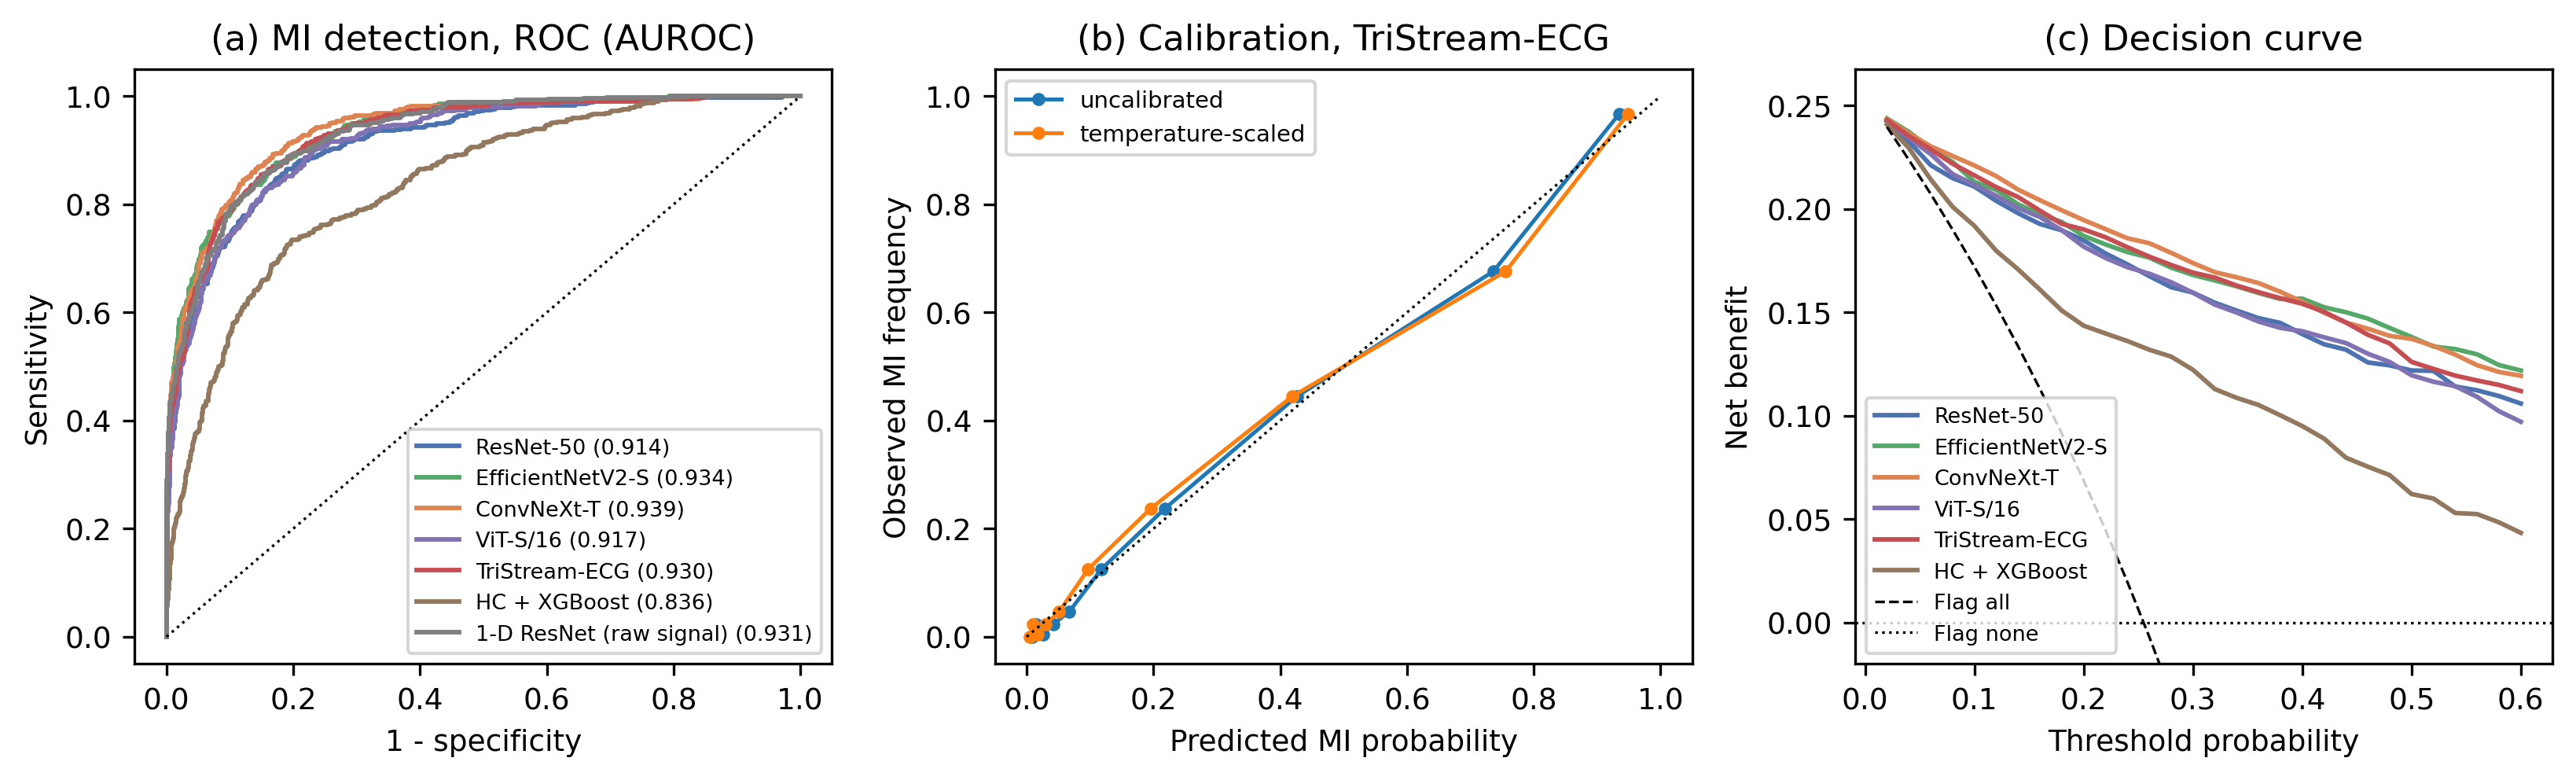 (a) MI detection, ROC (AUROC)
Sensitivity
1.0
0.8
0.6
0.4
0.2
0.0
ResNet-50 (0.914)
EfficientNetV2-S (0.934)
ConvNeXt-T (0.939)
ViT-S/16 (0.917)
TriStream-ECG (0.930)
HC + XGBoost (0.836)
1-D ResNet (raw signal) (0.931)
0.0 0.2 0.4 0.6 0.8 1.0
1 - specificity
(b) Calibration, TriStream-ECG
Observed MI frequency
1.0
0.8
0.6
0.4
0.2
0.0
uncalibrated
temperature-scaled
0.0 0.2 0.4 0.6 0.8 1.0
Predicted MI probability
(c) Decision curve
Net benefit
0.25
0.20
0.15
0.10
0.05
0.00
ResNet-50
EfficientNetV2-S
ConvNeXt-T
ViT-S/16
TriStream-ECG
HC + XGBoost
Flag all
Flag none
0.0 0.1 0.2 0.3 0.4 0.5 0.6
Threshold probability